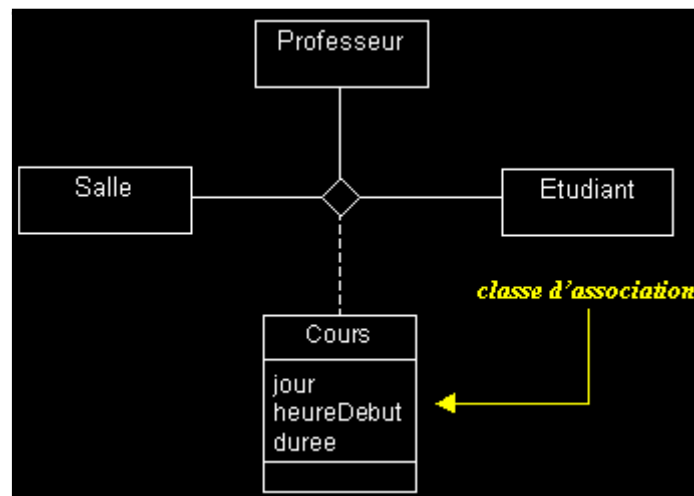 Professeur
Salle
Etudiant
classe d'association
Cours
jour
heureDebut
duree